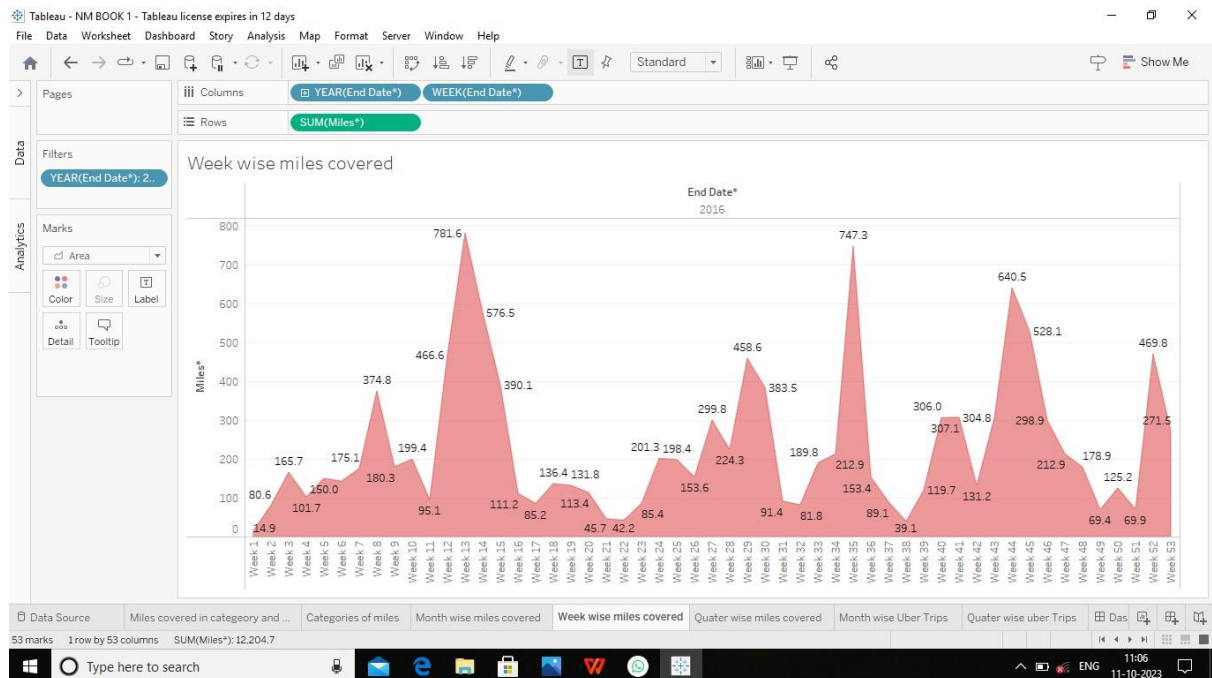 Tableau - NM BOOK 1 - Tableau license expires in 12 days
File Data Worksheet Dashboard Story Analysis Map Format Server Window Help
Standard
Show Me
Pages
Columns
YEAR(End Date*)
WEEK(End Date*)
Rows
SUM(Miles*)
Data
Analytics
Filters
YEAR(End Date*): 2..
Marks
Area
Color Size Label
Detail Tooltip
Week wise miles covered
End Date*
2016
Miles*
800
700
600
500
400
300
200
100
0
14.9
80.6
165.7
101.7
150.0
175.1
374.8
180.3
199.4
95.1
466.6
781.6
576.5
390.1
111.2
85.2
136.4
131.8
113.4
45.7
42.2
85.4
201.3
198.4
153.6
299.8
224.3
458.6
383.5
91.4
81.8
189.8
212.9
747.3
153.4
89.1
39.1
119.7
306.0
307.1
131.2
304.8
640.5
528.1
298.9
212.9
178.9
69.4
125.2
69.9
469.8
271.5
Week 1
Week 2
Week 3
Week 4
Week 5
Week 6
Week 7
Week 8
Week 9
Week 10
Week 11
Week 12
Week 13
Week 14
Week 15
Week 16
Week 17
Week 18
Week 19
Week 20
Week 21
Week 22
Week 23
Week 24
Week 25
Week 26
Week 27
Week 28
Week 29
Week 30
Week 31
Week 32
Week 33
Week 34
Week 35
Week 36
Week 37
Week 38
Week 39
Week 40
Week 41
Week 42
Week 43
Week 44
Week 45
Week 46
Week 47
Week 48
Week 49
Week 50
Week 51
Week 52
Week 53
Data Source Miles covered in categeory and ... Categories of miles Month wise miles covered Week wise miles covered Quater wise miles covered Month wise Uber Trips Quater wise uber Trips Das
53 marks 1 row by 53 columns SUM(Miles*): 12,204.7
Type here to search
ENG
11:06
11-10-2023